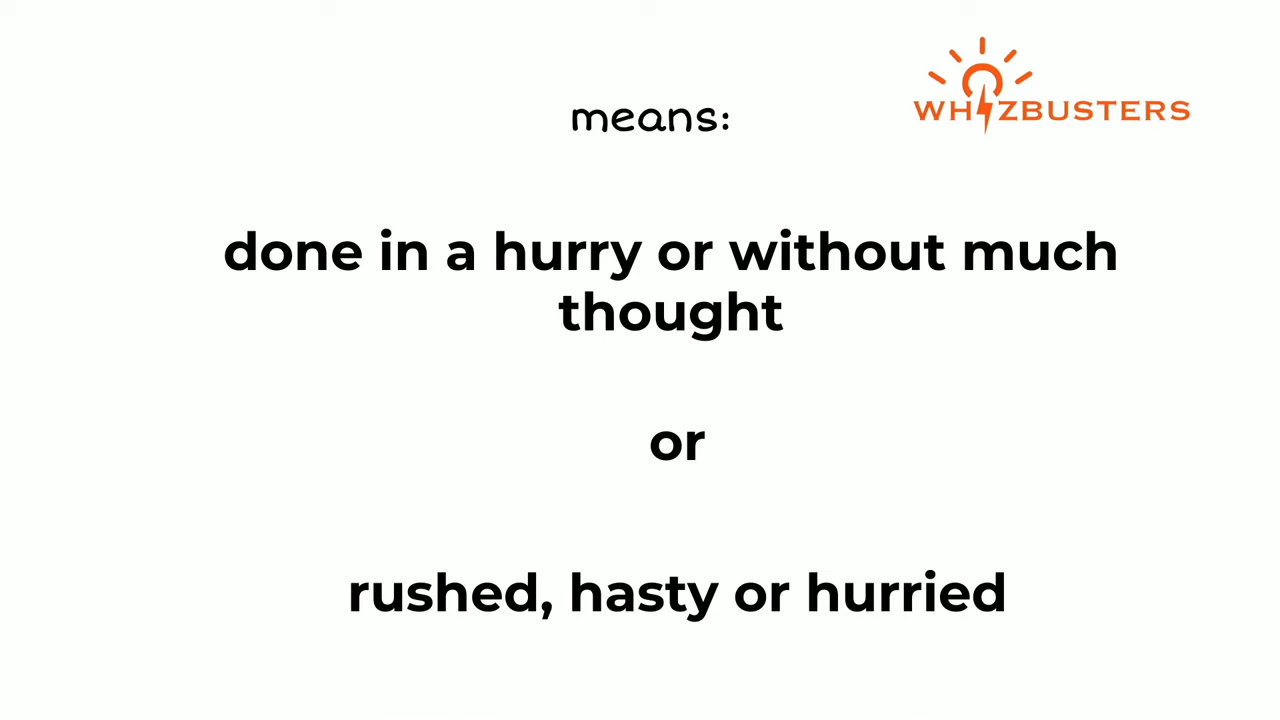 WHIZBUSTERS
means:
done in a hurry or without much
thought
or
rushed, hasty or hurried